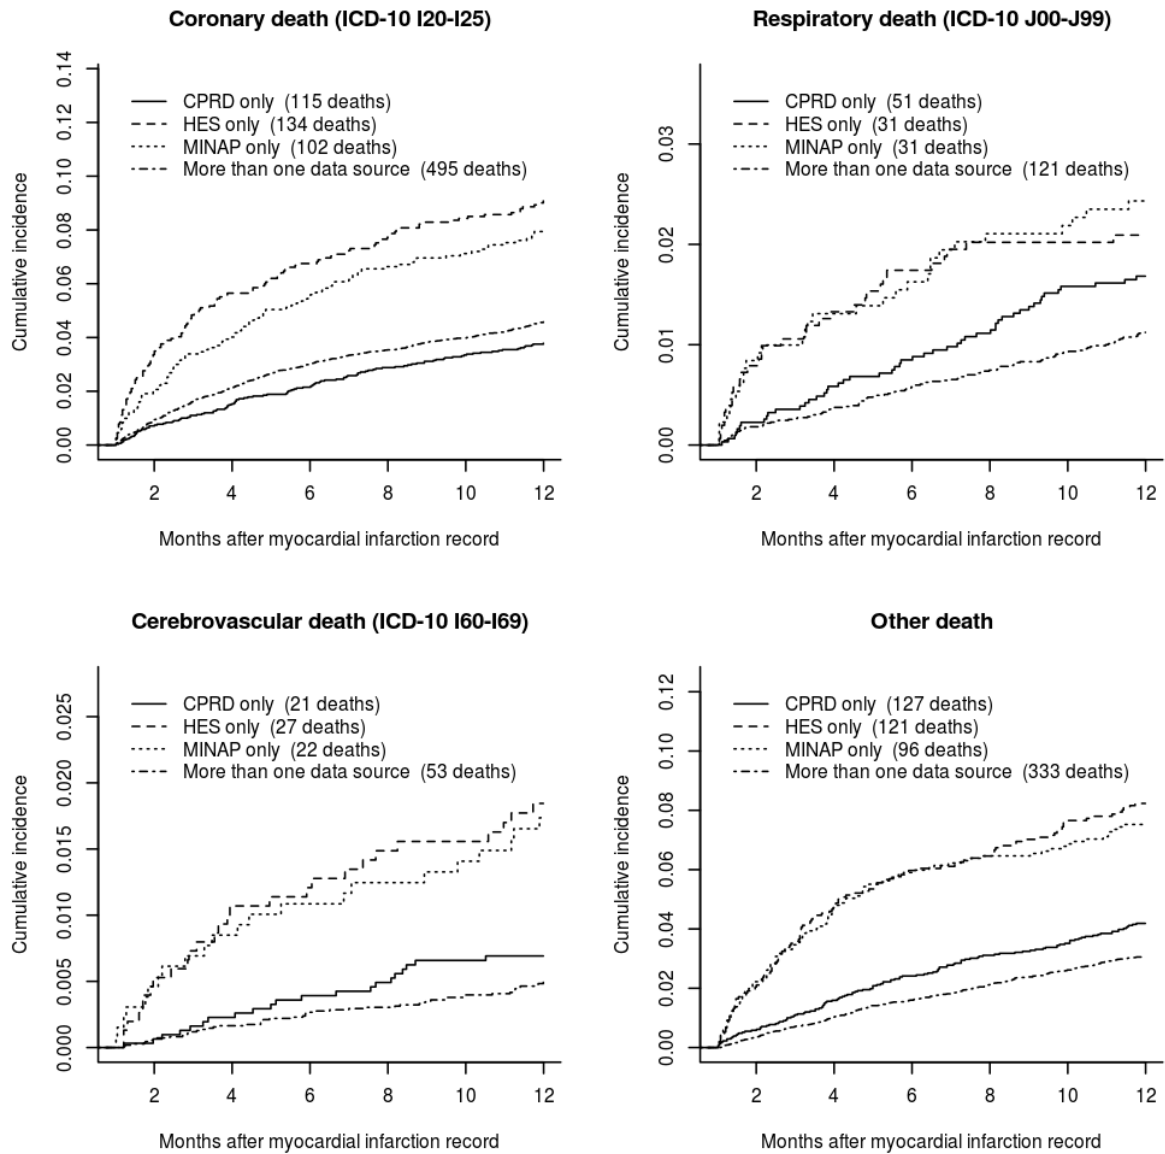 Coronary death (ICD-10 I20-I25)
Cumulative incidence
0.14
0.12
0.10
0.08
0.06
0.04
0.02
0.00
CPRD only (115 deaths)
HES only (134 deaths)
MINAP only (102 deaths)
More than one data source (495 deaths)
2 4 6 8 10 12
Months after myocardial infarction record
Respiratory death (ICD-10 J00-J99)
Cumulative incidence
0.03
0.02
0.01
0.00
CPRD only (51 deaths)
HES only (31 deaths)
MINAP only (31 deaths)
More than one data source (121 deaths)
2 4 6 8 10 12
Months after myocardial infarction record
Cerebrovascular death (ICD-10 I60-I69)
Cumulative incidence
0.025
0.020
0.015
0.010
0.005
0.000
CPRD only (21 deaths)
HES only (27 deaths)
MINAP only (22 deaths)
More than one data source (53 deaths)
2 4 6 8 10 12
Months after myocardial infarction record
Other death
Cumulative incidence
0.12
0.10
0.08
0.06
0.04
0.02
0.00
CPRD only (127 deaths)
HES only (121 deaths)
MINAP only (96 deaths)
More than one data source (333 deaths)
2 4 6 8 10 12
Months after myocardial infarction record